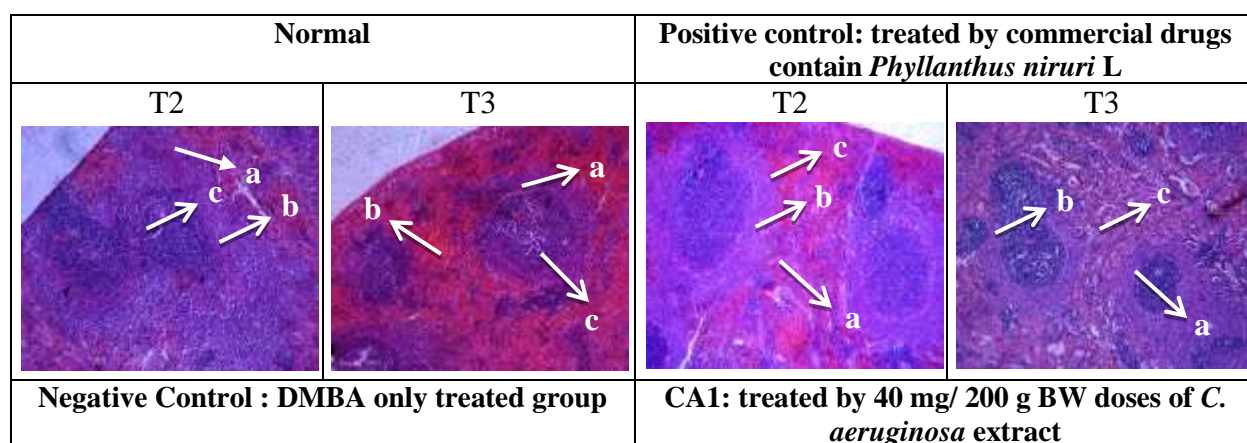 Normal
Positive control: treated by commercial drugs
contain Phyllanthus niruri L
T2
T3
T2
T3
a
c
b
a
b
c
c
b
a
b
c
a
Negative Control : DMBA only treated group
CA1: treated by 40 mg/ 200 g BW doses of C.
aeruginosa extract